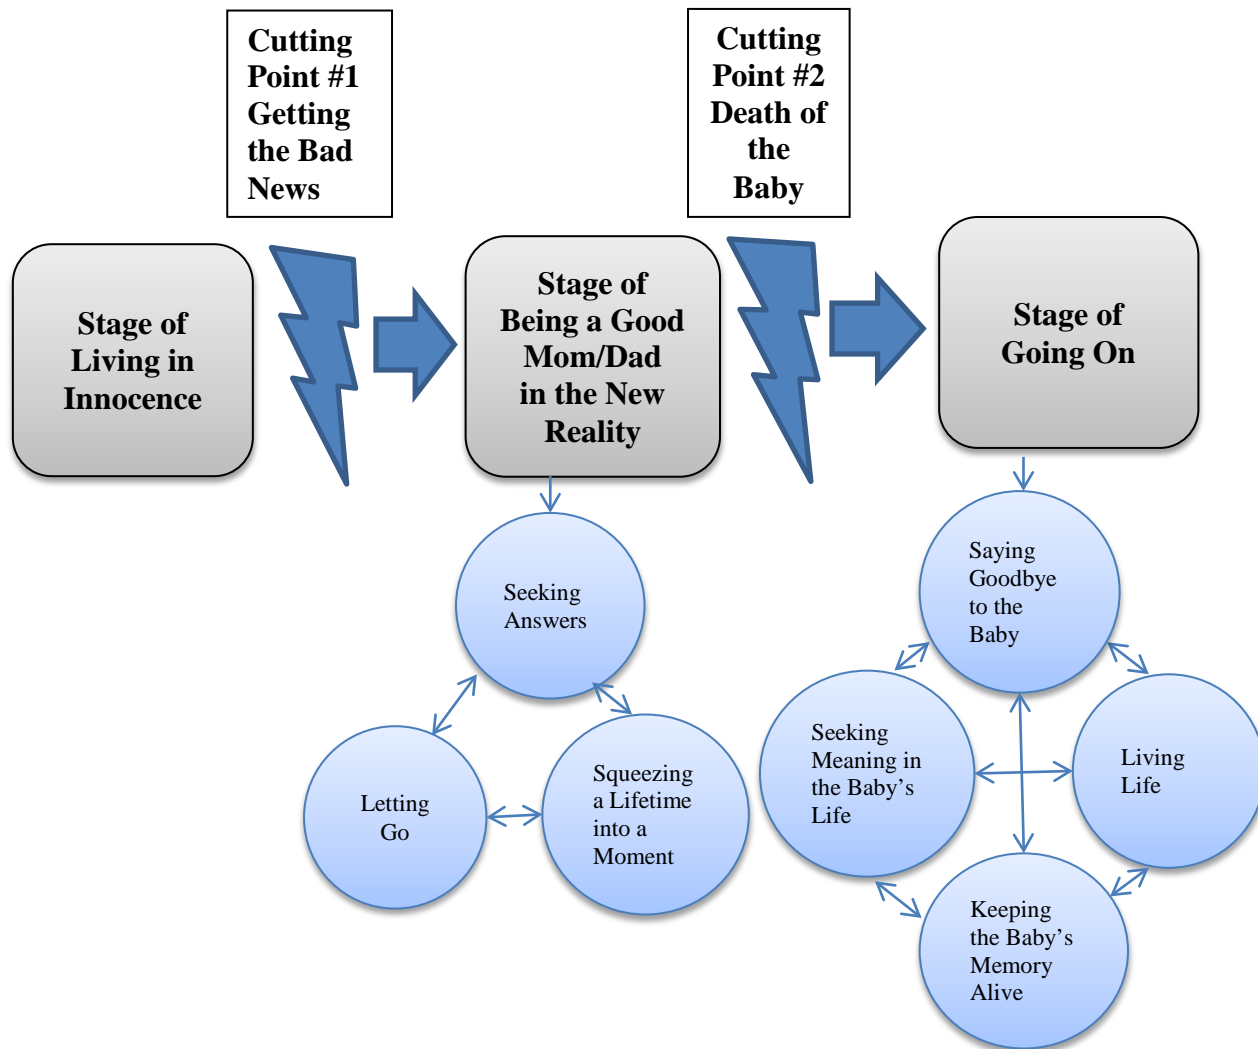 Cutting
Point #1
Getting
the Bad
News
Cutting
Point #2
Death of
the
Baby
Stage of
Living in
Innocence
Stage of
Being a Good
Mom/Dad
in the New
Reality
Stage of
Going On
Seeking
Answers
Letting
Go
Squeezing
a Lifetime
into a
Moment
Saying
Goodbye
to the
Baby
Seeking
Meaning in
the Baby’s
Life
Living
Life
Keeping
the Baby’s
Memory
Alive